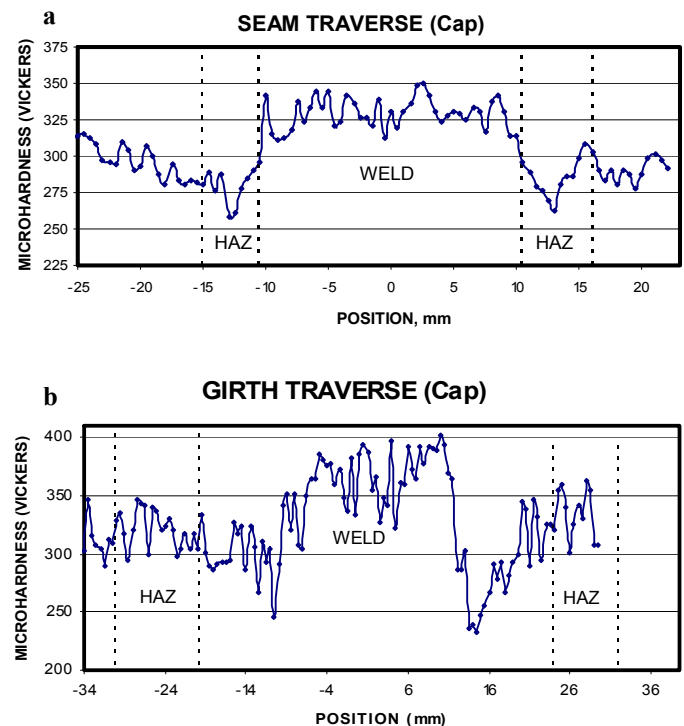 a
SEAM TRAVERSE (Cap)
MICROHARDNESS (VICKERS)
375
350
325
300
275
250
225
WELD
HAZ HAZ
-25 -20 -15 -10 -5 0 5 10 15 20
POSITION, mm
b
GIRTH TRAVERSE (Cap)
MICROHARDNESS (VICKERS)
400
350
300
250
200
WELD
HAZ HAZ
-34 -24 -14 -4 6 16 26 36
POSITION (mm)